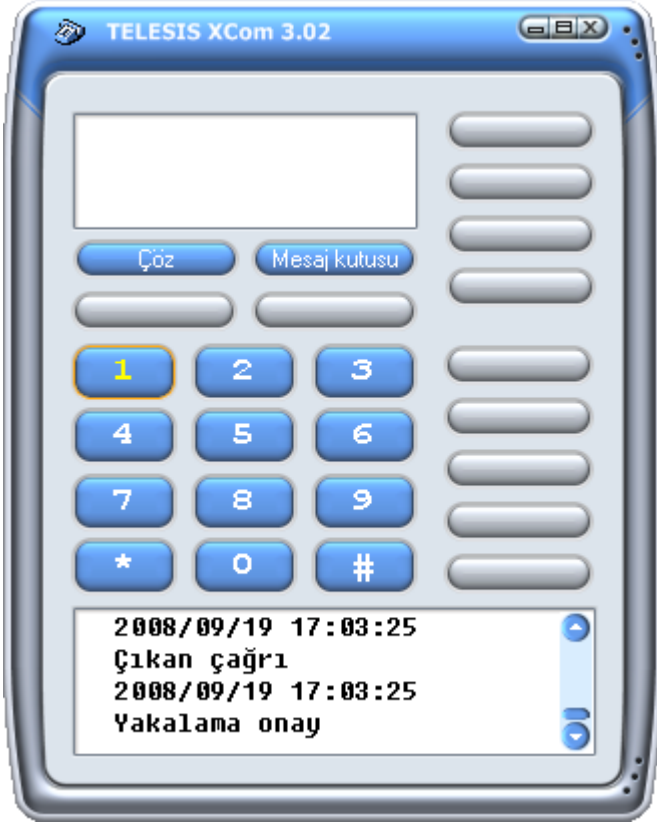 TELESIS XCom 3.02
Çöz Mesaj kutusu
1 2 3
4 5 6
7 8 9
* 0 #
2008/09/19 17:03:25
Çıkan çağrı
2008/09/19 17:03:25
Yakalama onay